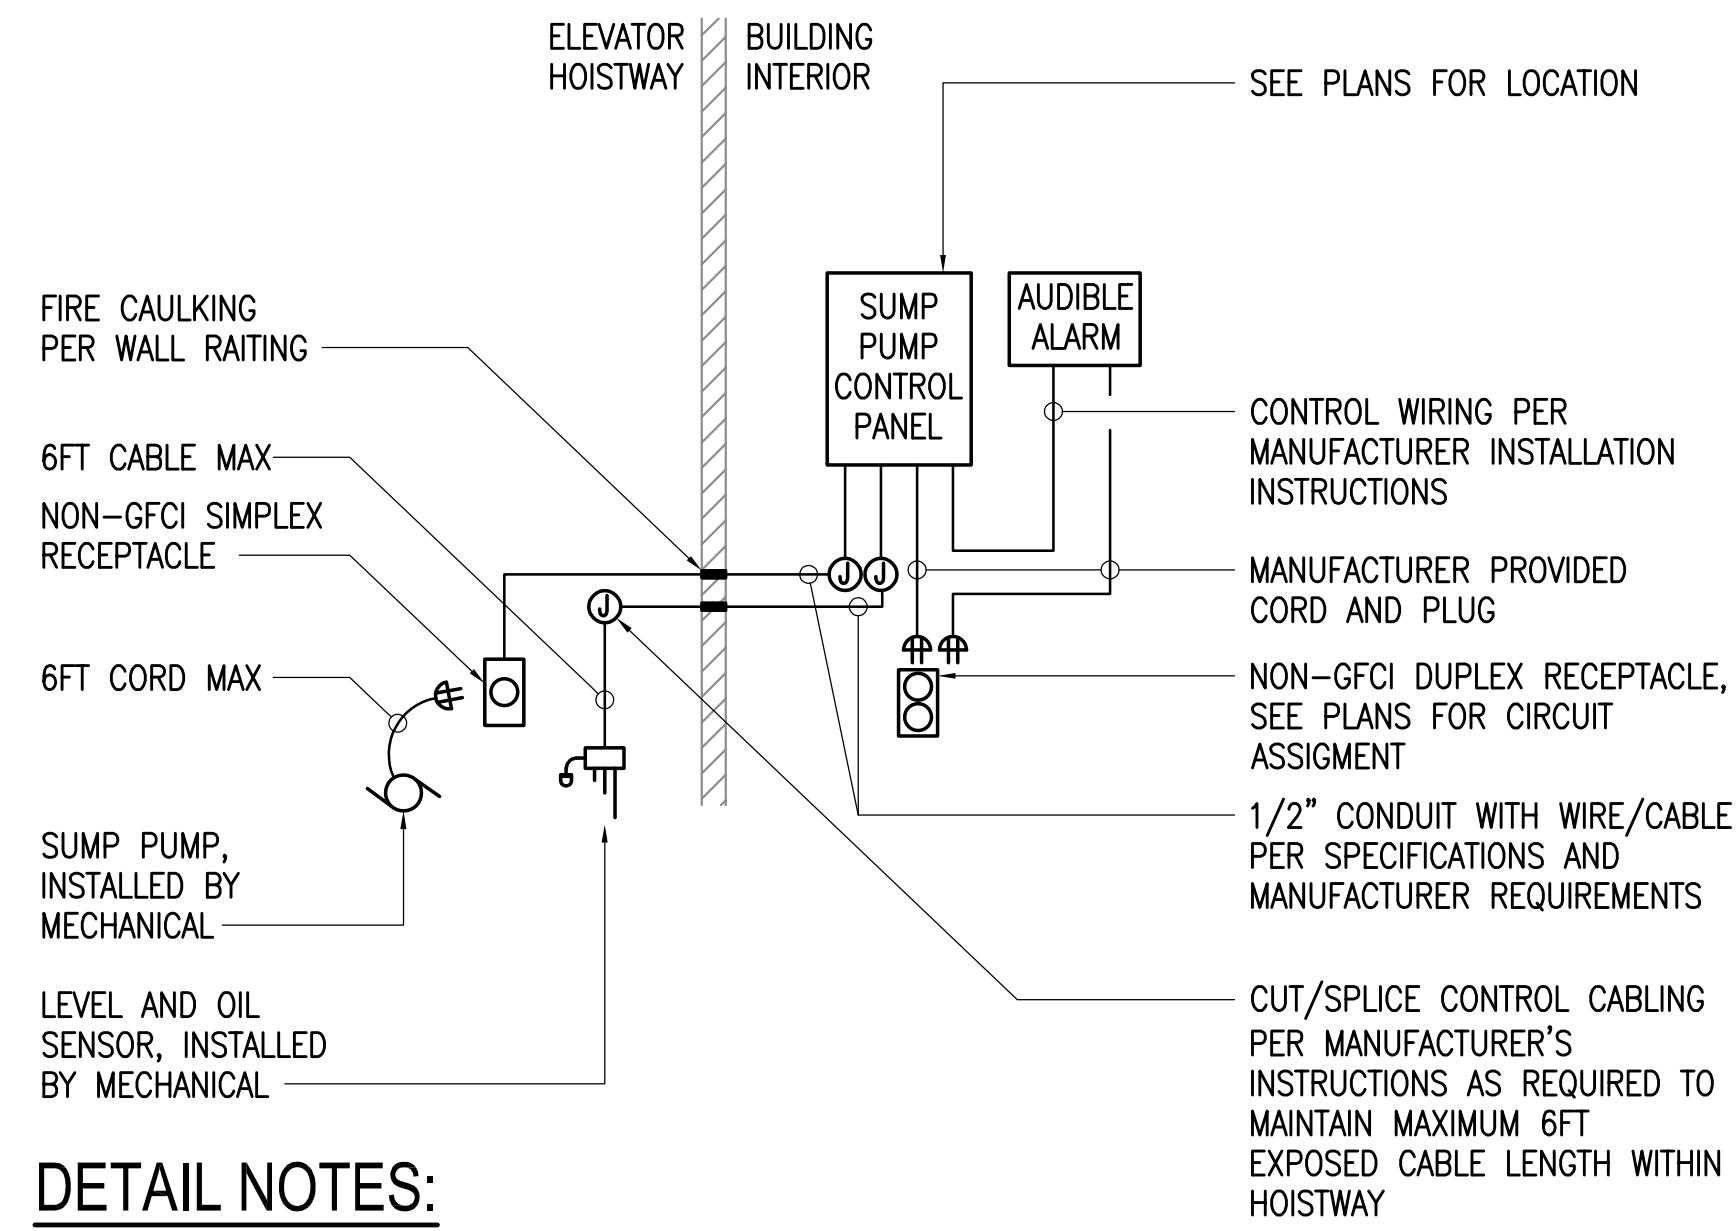 ELEVATOR
HOISTWAY
BUILDING
INTERIOR
SEE PLANS FOR LOCATION
SUMP
PUMP
CONTROL
PANEL
AUDIBLE
ALARM
FIRE CAULKING
PER WALL RAITING
6FT CABLE MAX
NON-GFCI SIMPLEX
RECEPTACLE
6FT CORD MAX
SUMP PUMP,
INSTALLED BY
MECHANICAL
LEVEL AND OIL
SENSOR, INSTALLED
BY MECHANICAL
J
J
J
CONTROL WIRING PER
MANUFACTURER INSTALLATION
INSTRUCTIONS
MANUFACTURER PROVIDED
CORD AND PLUG
NON-GFCI DUPLEX RECEPTACLE,
SEE PLANS FOR CIRCUIT
ASSIGMENT
1/2" CONDUIT WITH WIRE/CABLE
PER SPECIFICATIONS AND
MANUFACTURER REQUIREMENTS
CUT/SPLICE CONTROL CABLING
PER MANUFACTURER'S
INSTRUCTIONS AS REQUIRED TO
MAINTAIN MAXIMUM 6FT
EXPOSED CABLE LENGTH WITHIN
HOISTWAY
DETAIL NOTES: